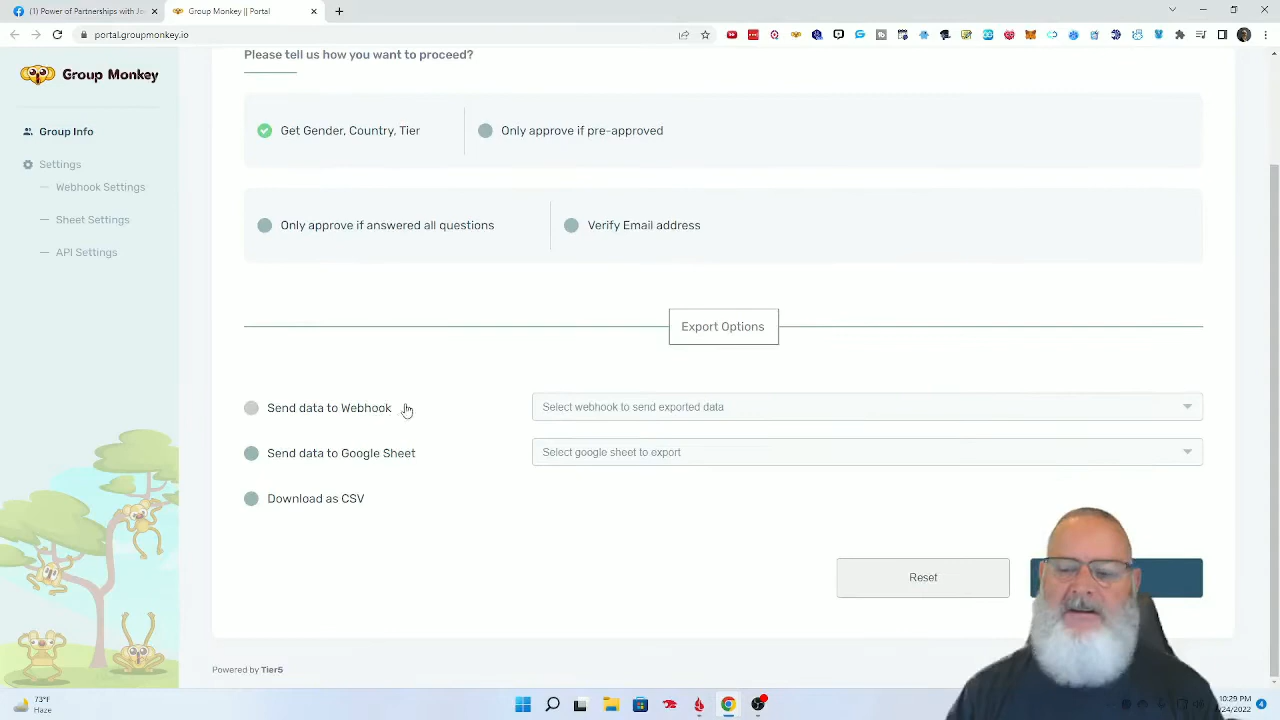 (1) Power of Partnerships with Jo
Group Monkey || Portal
portal.groupmonkey.io
Group Monkey
Group Info
Settings
Webhook Settings
Sheet Settings
API Settings
Please tell us how you want to proceed?
Get Gender, Country, Tier
Only approve if pre-approved
Only approve if answered all questions
Verify Email address
Export Options
Send data to Webhook
Select webhook to send exported data
Send data to Google Sheet
Select google sheet to export
Download as CSV
Reset
Powered by Tier5
73°F
Haze
10:29 PM
/24/2022